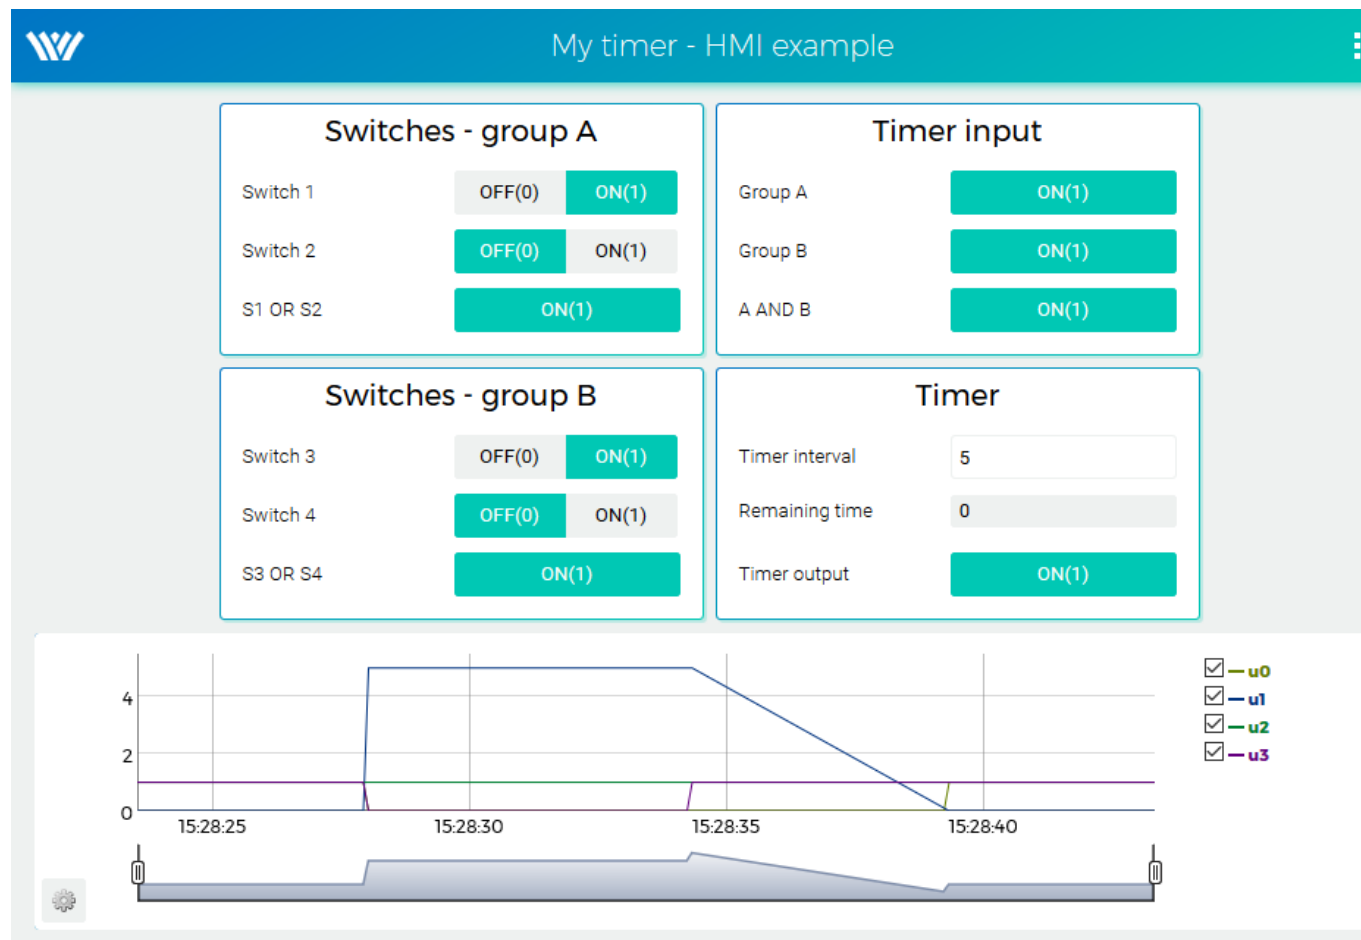 My timer - HMI example
Switches - group A
Switch 1 OFF(0) ON(1)
Switch 2 OFF(0) ON(1)
S1 OR S2 ON(1)
Timer input
Group A ON(1)
Group B ON(1)
A AND B ON(1)
Switches - group B
Switch 3 OFF(0) ON(1)
Switch 4 OFF(0) ON(1)
S3 OR S4 ON(1)
Timer
Timer interval 5
Remaining time 0
Timer output ON(1)
4
2
0
15:28:25 15:28:30 15:28:35 15:28:40
u0
u1
u2
u3